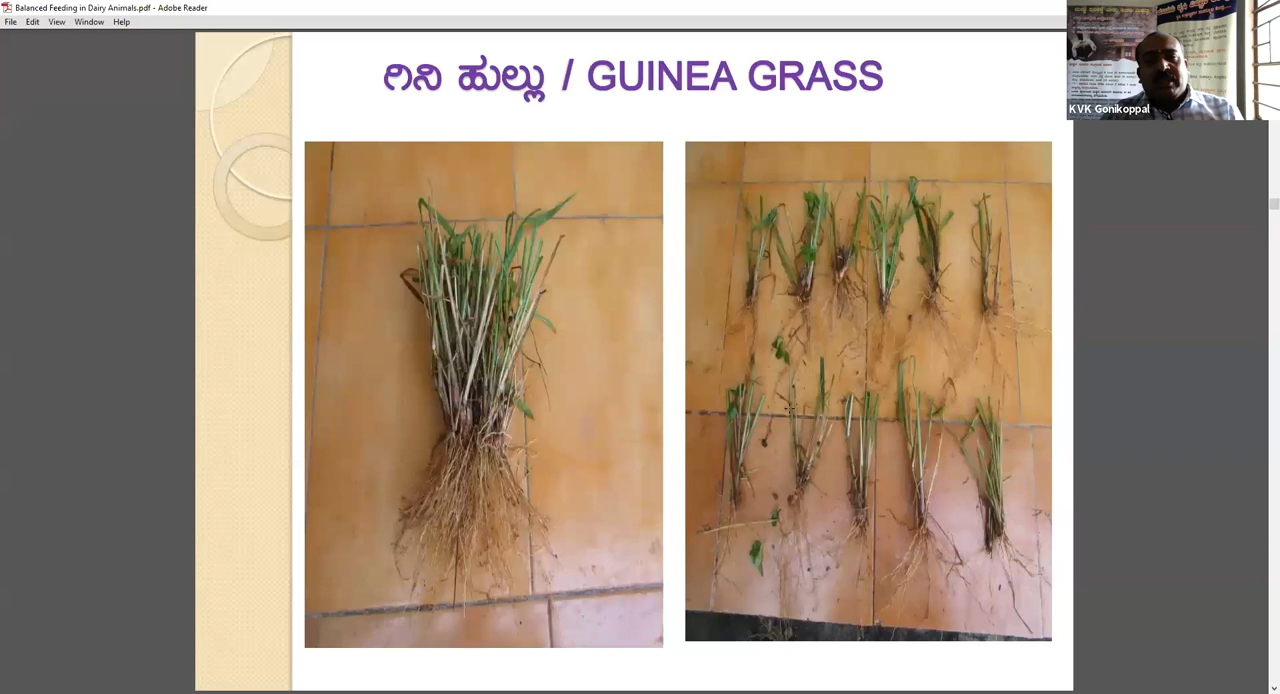 Balanced Feeding in Dairy Animals.pdf - Adobe Reader
File Edit View Window Help
ಗಿನಿ ಹುಲ್ಲು / GUINEA GRASS
KVK Gonikoppal